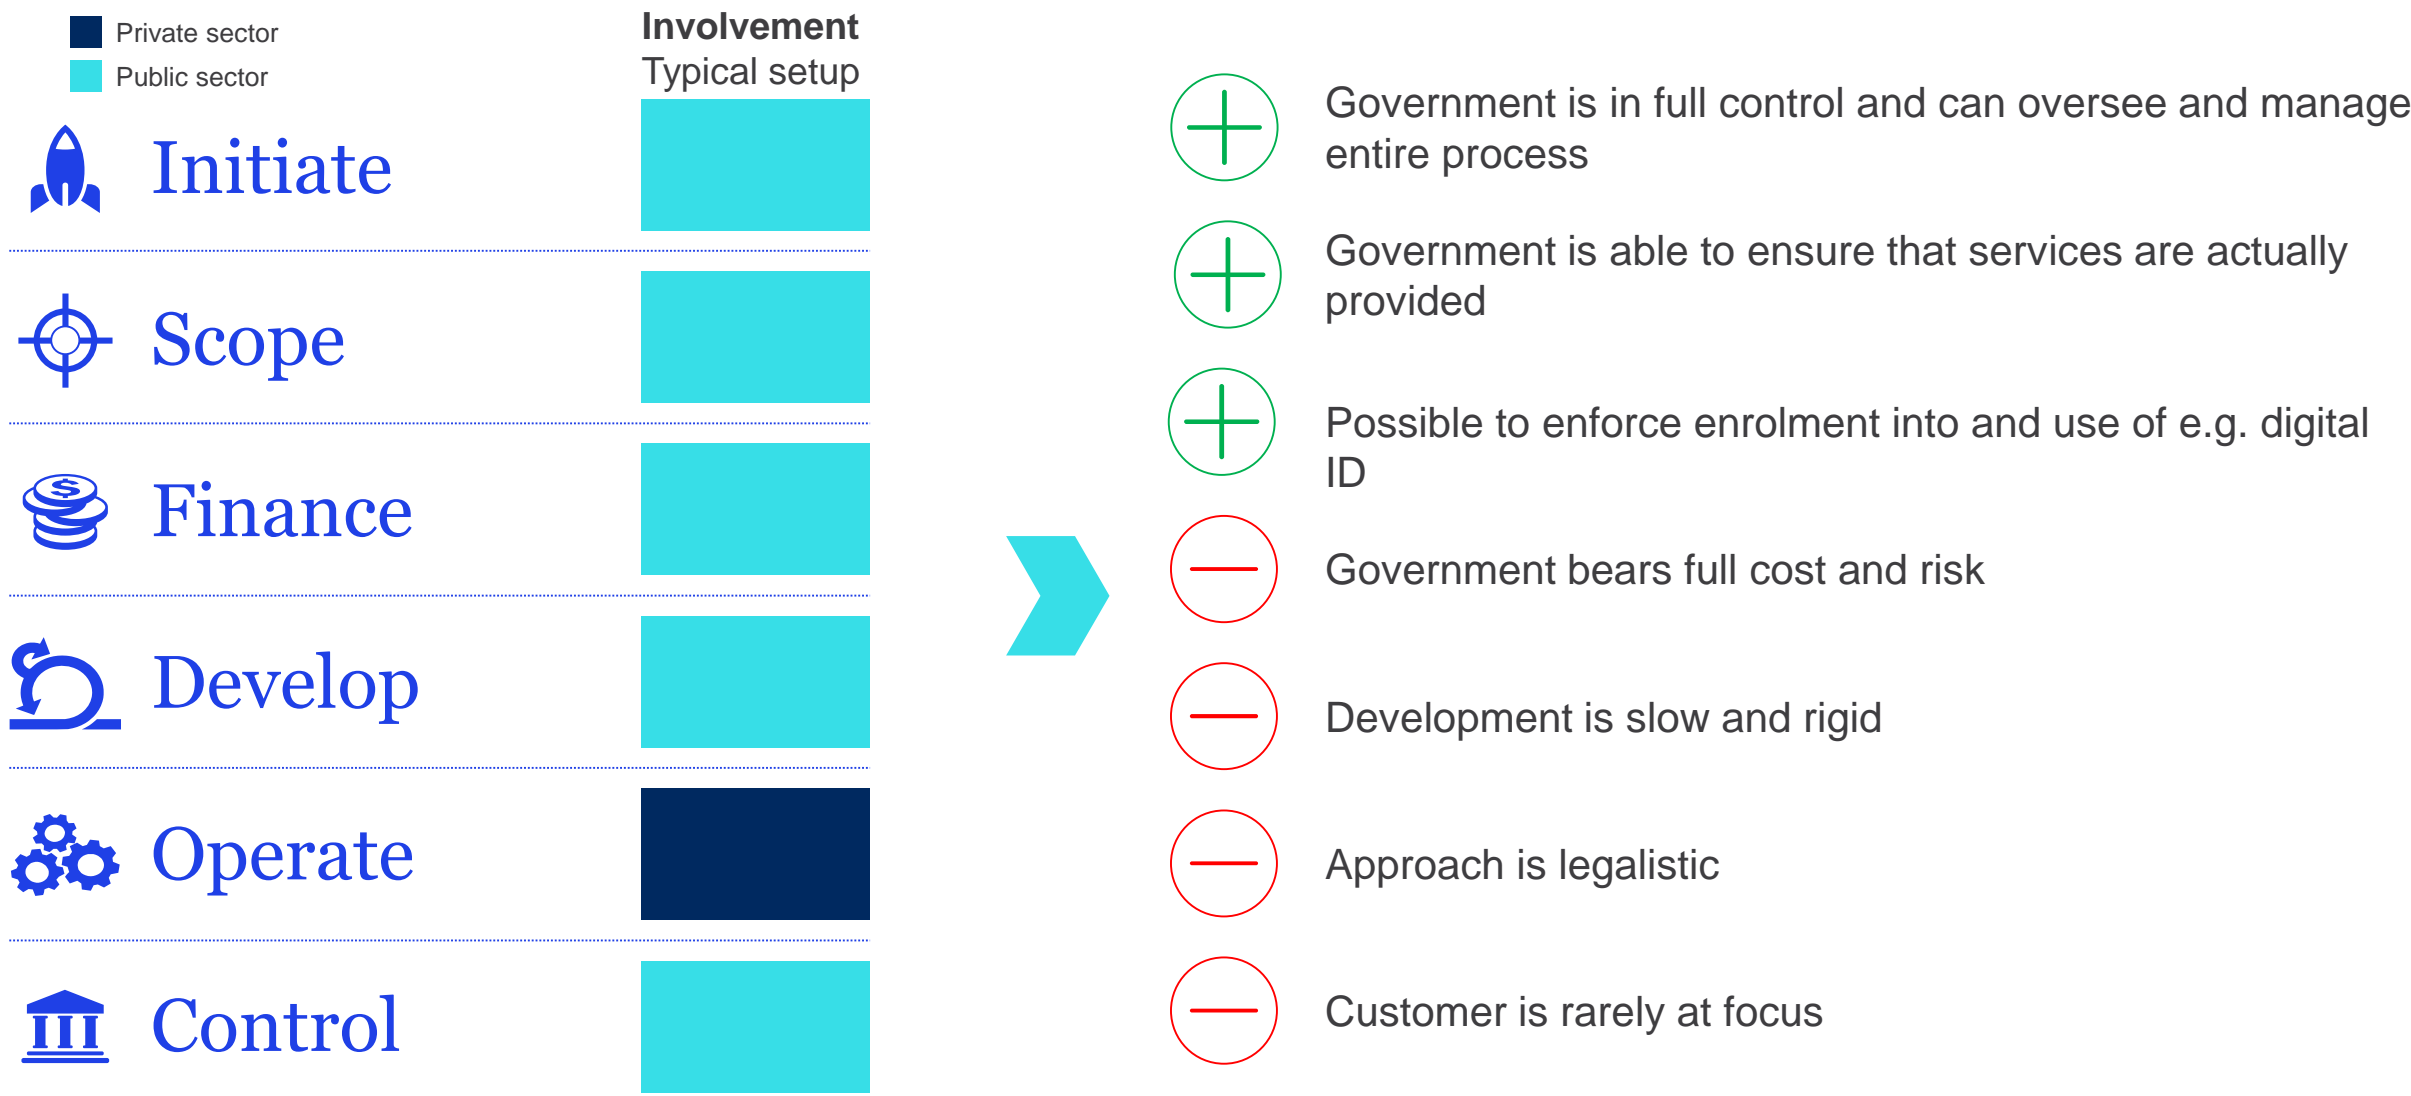 Private sector
Public sector
Involvement
Typical setup
Initiate
Scope
Finance
Develop
Operate
Control
Government is in full control and can oversee and manage
entire process
Government is able to ensure that services are actually
provided
Possible to enforce enrolment into and use of e.g. digital
ID
Government bears full cost and risk
Development is slow and rigid
Approach is legalistic
Customer is rarely at focus